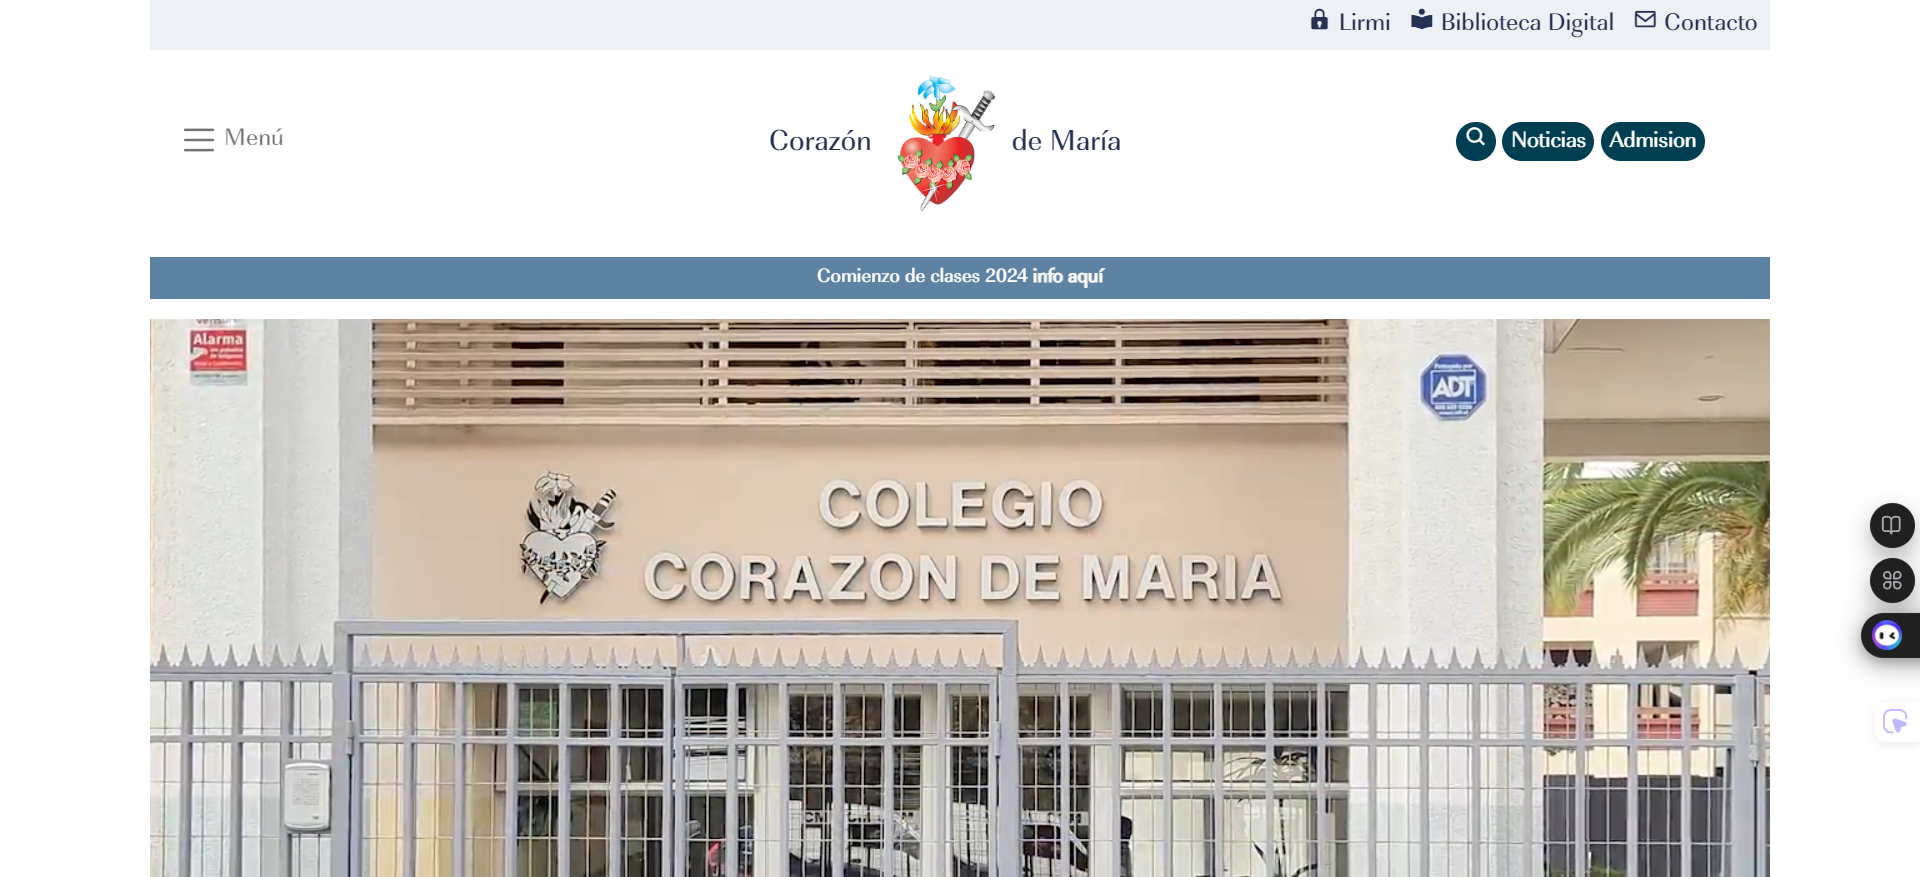 Lirmi Biblioteca Digital Contacto
Menú
Corazón de María
Noticias Admision
Comienzo de clases 2024 info aquí
Alarma
ADT
COLEGIO
CORAZON DE MARIA